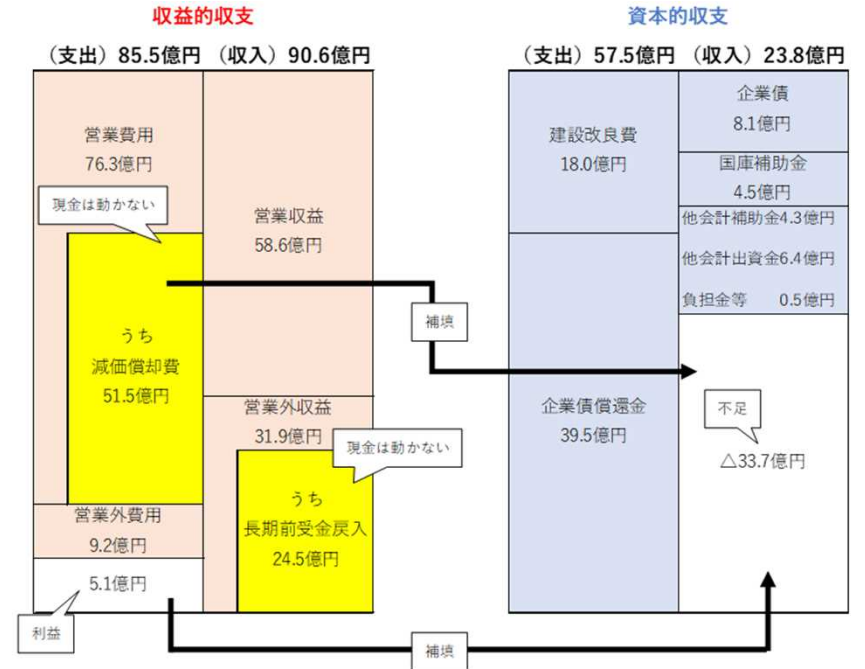 収益的収支
(支出)85.5億円 (収入)90.6億円
営業費用
76.3億円
現金は動かない
うち
減価償却費
51.5億円
営業外費用
9.2億円
5.1億円
利益
営業収益
58.6億円
営業外収益
31.9億円
現金は動かない
うち
長期前受金戻入
24.5億円
補填
補填
資本的収支
(支出)57.5億円 (収入)23.8億円
建設改良費
18.0億円
企業債償還金
39.5億円
企業債
8.1億円
国庫補助金
4.5億円
他会計補助金4.3億円
他会計出資金6.4億円
負担金等 0.5億円
不足
△33.7億円